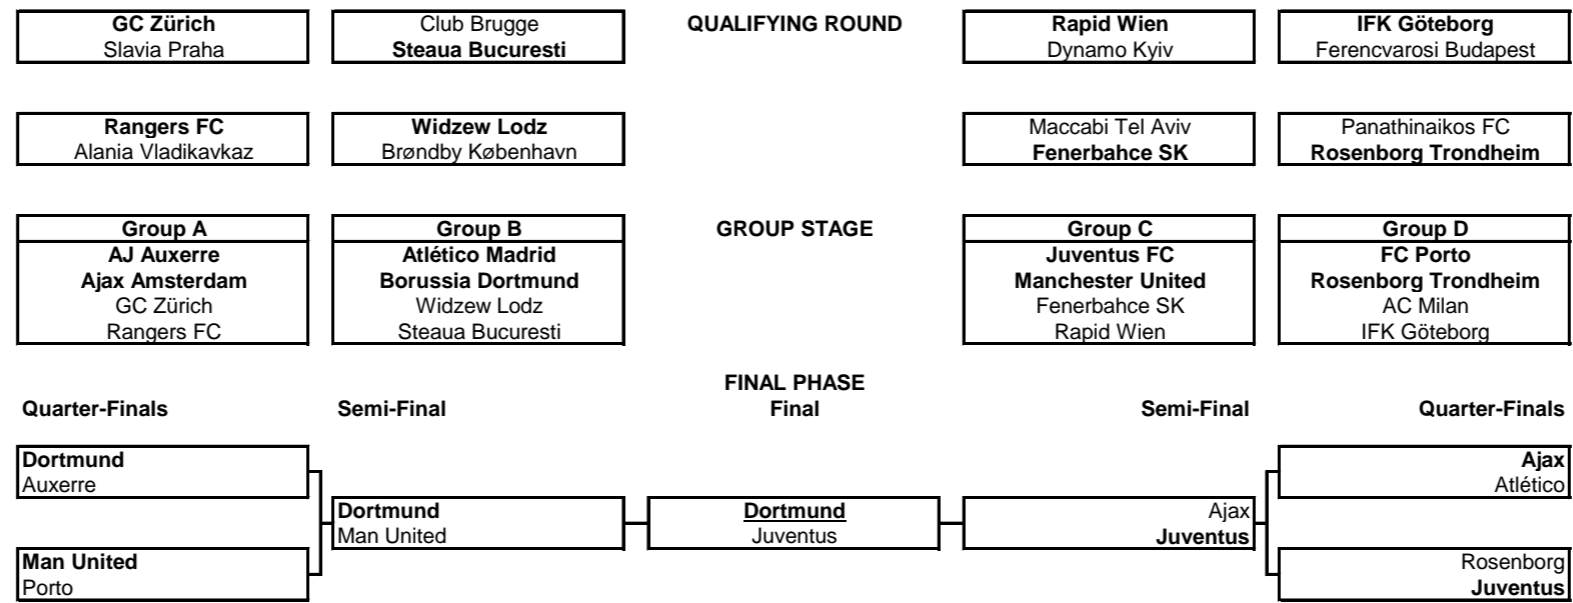 GC Zürich
Slavia Praha
Club Brugge
Steaua Bucuresti
QUALIFYING ROUND
Rapid Wien
Dynamo Kyiv
IFK Göteborg
Ferencvarosi Budapest
Rangers FC
Alania Vladikavkaz
Widzew Lodz
Brøndby København
Maccabi Tel Aviv
Fenerbahce SK
Panathinaikos FC
Rosenborg Trondheim
Group A
AJ Auxerre
Ajax Amsterdam
GC Zürich
Rangers FC
Group B
Atlético Madrid
Borussia Dortmund
Widzew Lodz
Steaua Bucuresti
GROUP STAGE
Group C
Juventus FC
Manchester United
Fenerbahce SK
Rapid Wien
Group D
FC Porto
Rosenborg Trondheim
AC Milan
IFK Göteborg
FINAL PHASE
Quarter-Finals
Semi-Final
Final
Semi-Final
Quarter-Finals
Dortmund
Auxerre
Man United
Porto
Dortmund
Man United
Dortmund
Juventus
Ajax
Juventus
Ajax
Atlético
Rosenborg
Juventus